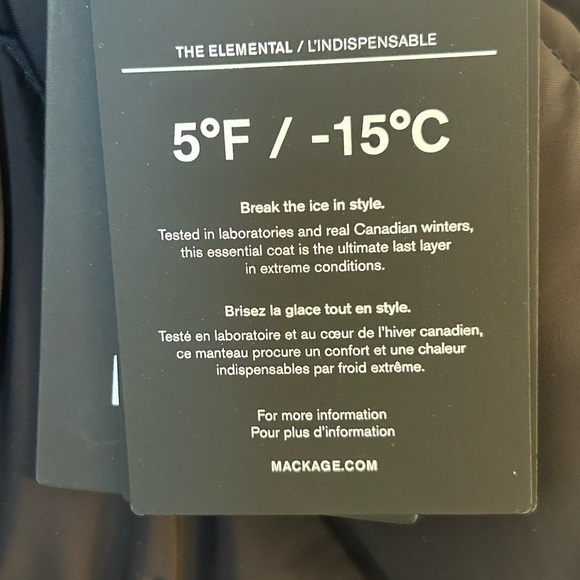 THE ELEMENTAL / L'INDISPENSABLE
5°F / -15°C
Break the ice in style.
Tested in laboratories and real Canadian winters,
this essential coat is the ultimate last layer
in extreme conditions.
Brisez la glace tout en style.
Testé en laboratoire et au cœur de l'hiver canadien,
ce manteau procure un confort et une chaleur
indispensables par froid extrême.
For more information
Pour plus d'information
MACKAGE.COM